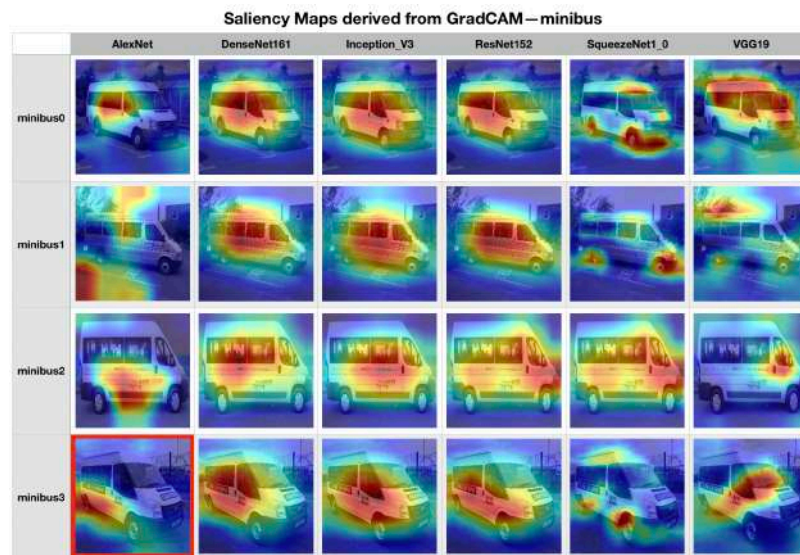 Saliency Maps derived from GradCAM—minibus
AlexNet DenseNet161 Inception_V3 ResNet152 SqueezeNet1_0 VGG19
minibus0
minibus1
minibus2
minibus3